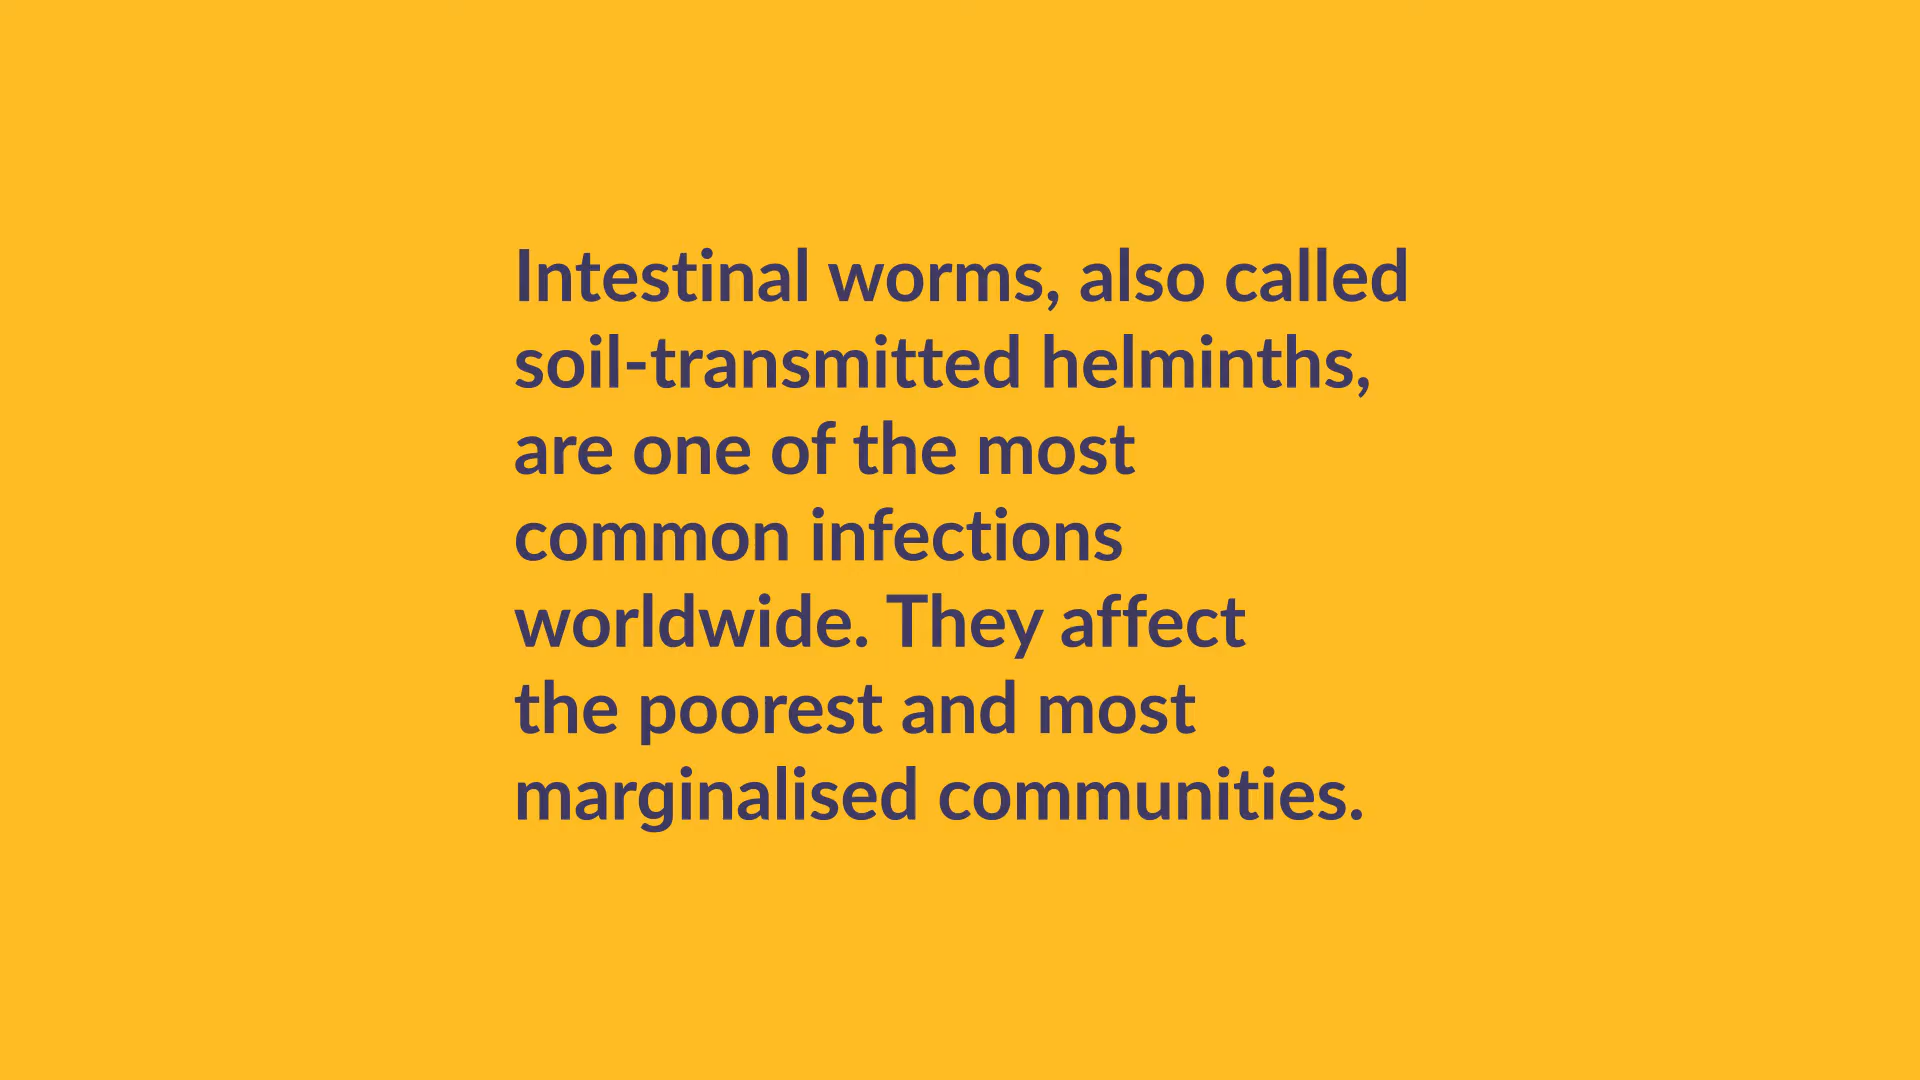 Intestinal worms, also called
soil-transmitted helminths,
are one of the most
common infections
worldwide. They affect
the poorest and most
marginalised communities.